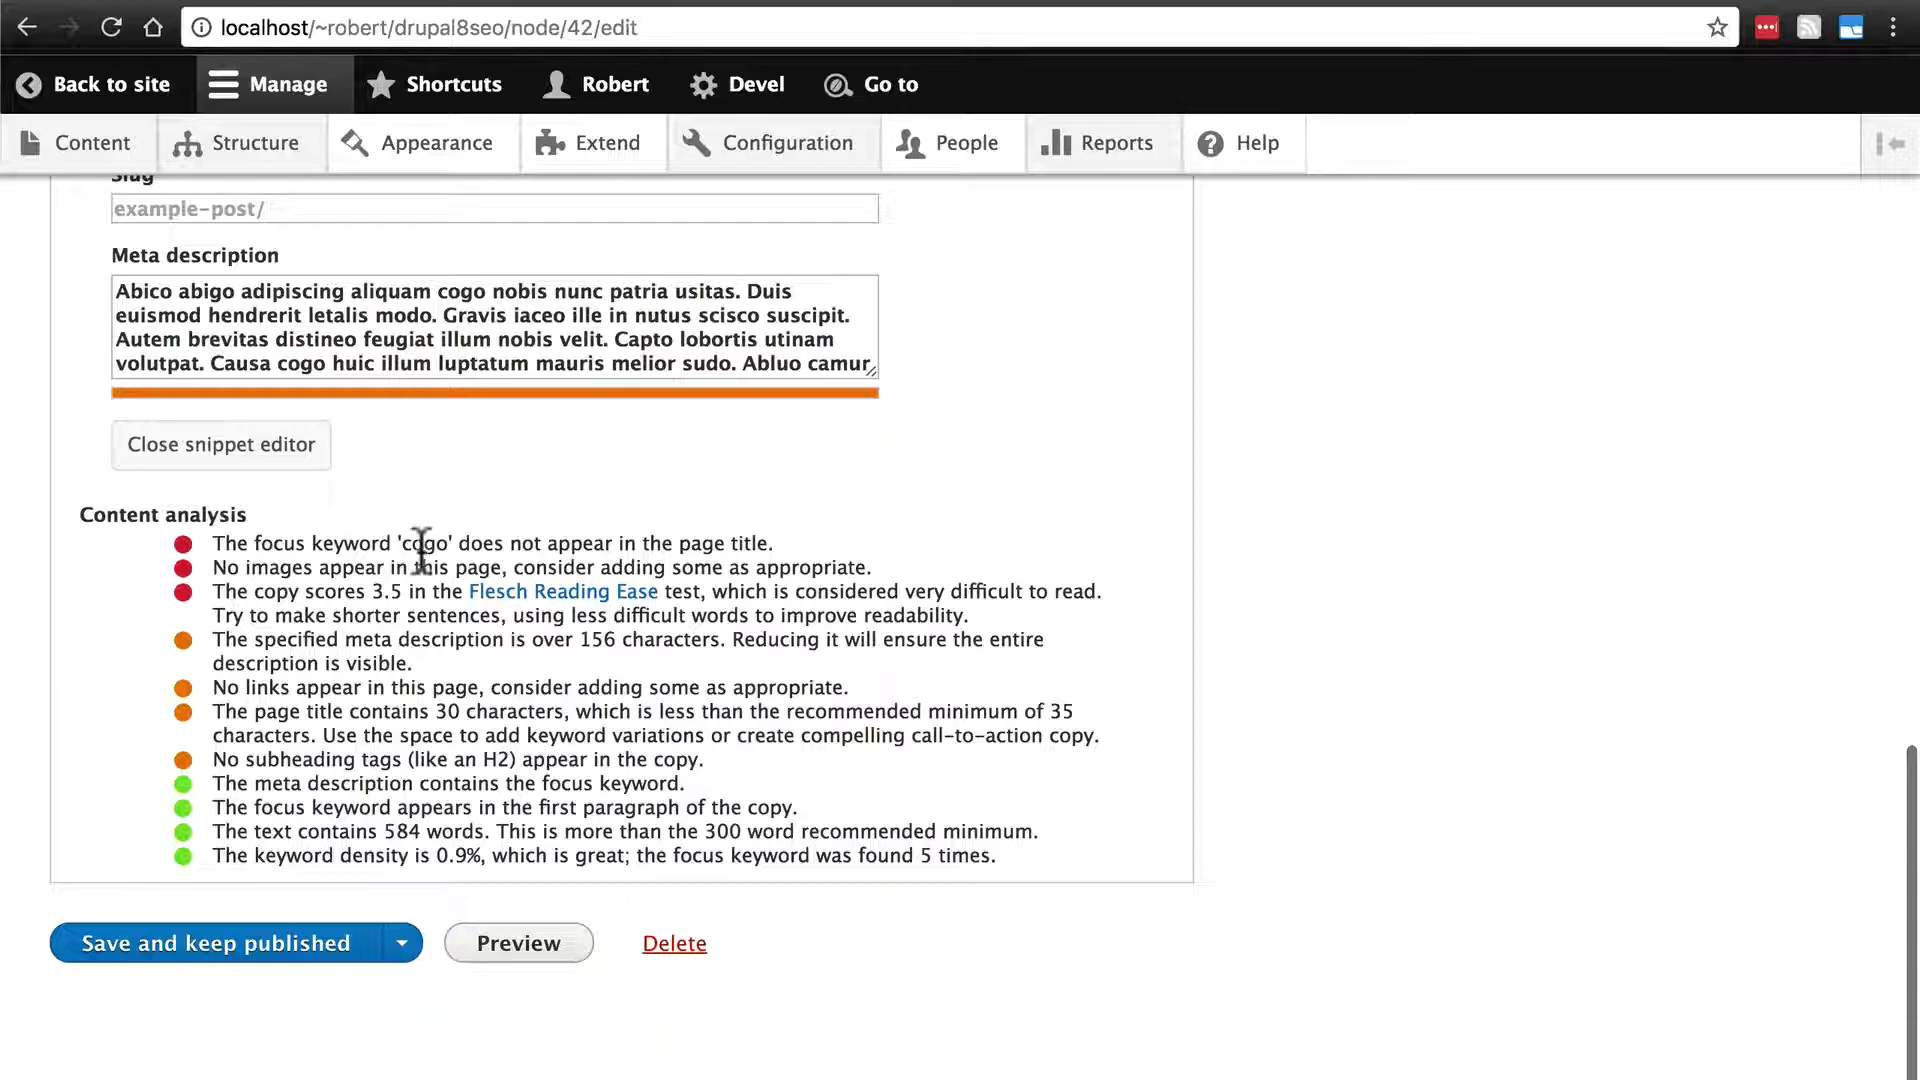 localhost/~robert/drupal8seo/node/42/edit
Back to site Manage Shortcuts Robert Devel Go to
Content Structure Appearance Extend Configuration People Reports Help
Slug
example-post/
Meta description
Abico abigo adipiscing aliquam cogo nobis nunc patria usitas. Duis
euismod hendrerit letalis modo. Gravis iaceo ille in nutus scisco suscipit.
Autem brevitas distineo feugiat illum nobis velit. Capto lobortis utinam
volutpat. Causa cogo huic illum luptatum mauris melior sudo. Abluo camur
Close snippet editor
Content analysis
The focus keyword 'cogo' does not appear in the page title.
No images appear in this page, consider adding some as appropriate.
The copy scores 3.5 in the Flesch Reading Ease test, which is considered very difficult to read.
Try to make shorter sentences, using less difficult words to improve readability.
The specified meta description is over 156 characters. Reducing it will ensure the entire
description is visible.
No links appear in this page, consider adding some as appropriate.
The page title contains 30 characters, which is less than the recommended minimum of 35
characters. Use the space to add keyword variations or create compelling call-to-action copy.
No subheading tags (like an H2) appear in the copy.
The meta description contains the focus keyword.
The focus keyword appears in the first paragraph of the copy.
The text contains 584 words. This is more than the 300 word recommended minimum.
The keyword density is 0.9%, which is great; the focus keyword was found 5 times.
Save and keep published Preview Delete